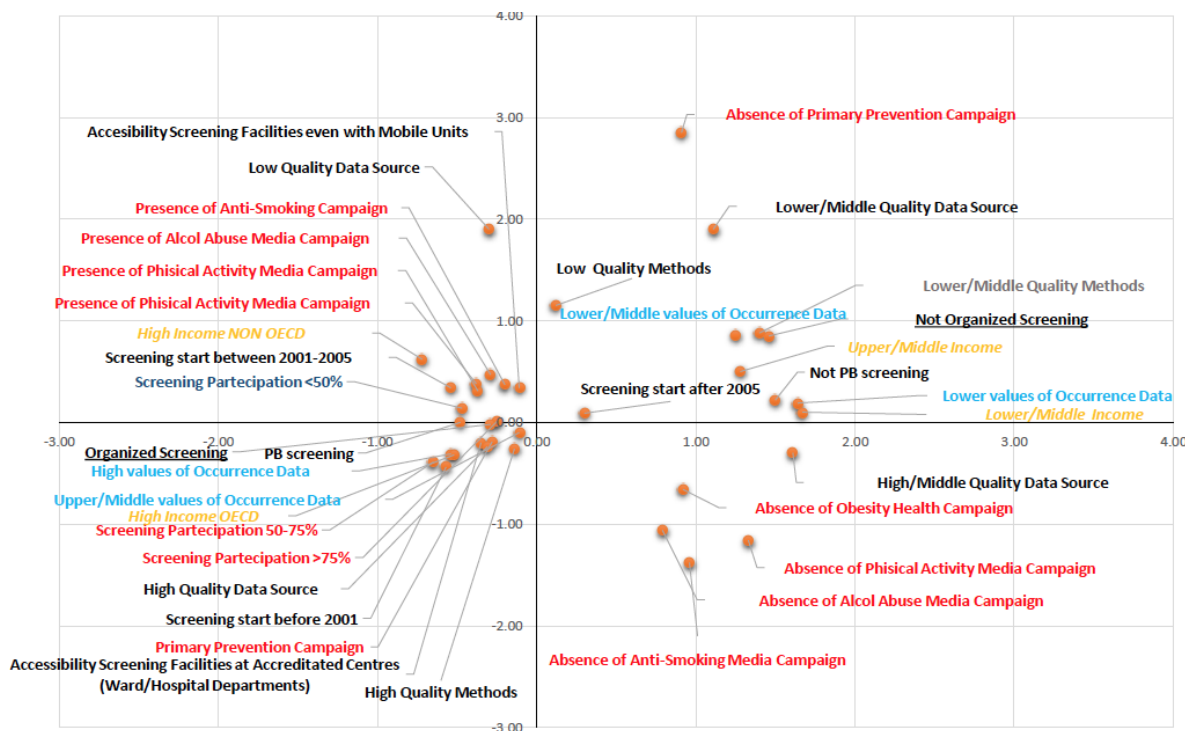 4.00
3.00
2.00
1.00
0.00
-1.00
-2.00
-3.00
-3.00
-2.00
-1.00
0.00
1.00
2.00
3.00
4.00
Absence of Primary Prevention Campaign
Accesibility Screening Facilities even with Mobile Units
Low Quality Data Source
Presence of Anti-Smoking Campaign
Lower/Middle Quality Data Source
Presence of Alcol Abuse Media Campaign
Presence of Phisical Activity Media Campaign
Low Quality Methods
Lower/Middle Quality Methods
Presence of Phisical Activity Media Campaign
Lower/Middle values of Occurrence Data
Not Organized Screening
High Income NON OECD
Upper/Middle Income
Screening start between 2001-2005
Not PB screening
Screening Partecipation <50%
Screening start after 2005
Lower values of Occurrence Data
Lower/Middle Income
Organized Screening
PB screening
High values of Occurrence Data
High/Middle Quality Data Source
Upper/Middle values of Occurrence Data
Absence of Obesity Health Campaign
High Income OECD
Screening Partecipation 50-75%
Screening Partecipation >75%
Absence of Phisical Activity Media Campaign
High Quality Data Source
Absence of Alcol Abuse Media Campaign
Screening start before 2001
Primary Prevention Campaign
Absence of Anti-Smoking Media Campaign
Accessibility Screening Facilities at Accreditated Centres
(Ward/Hospital Departments)
High Quality Methods